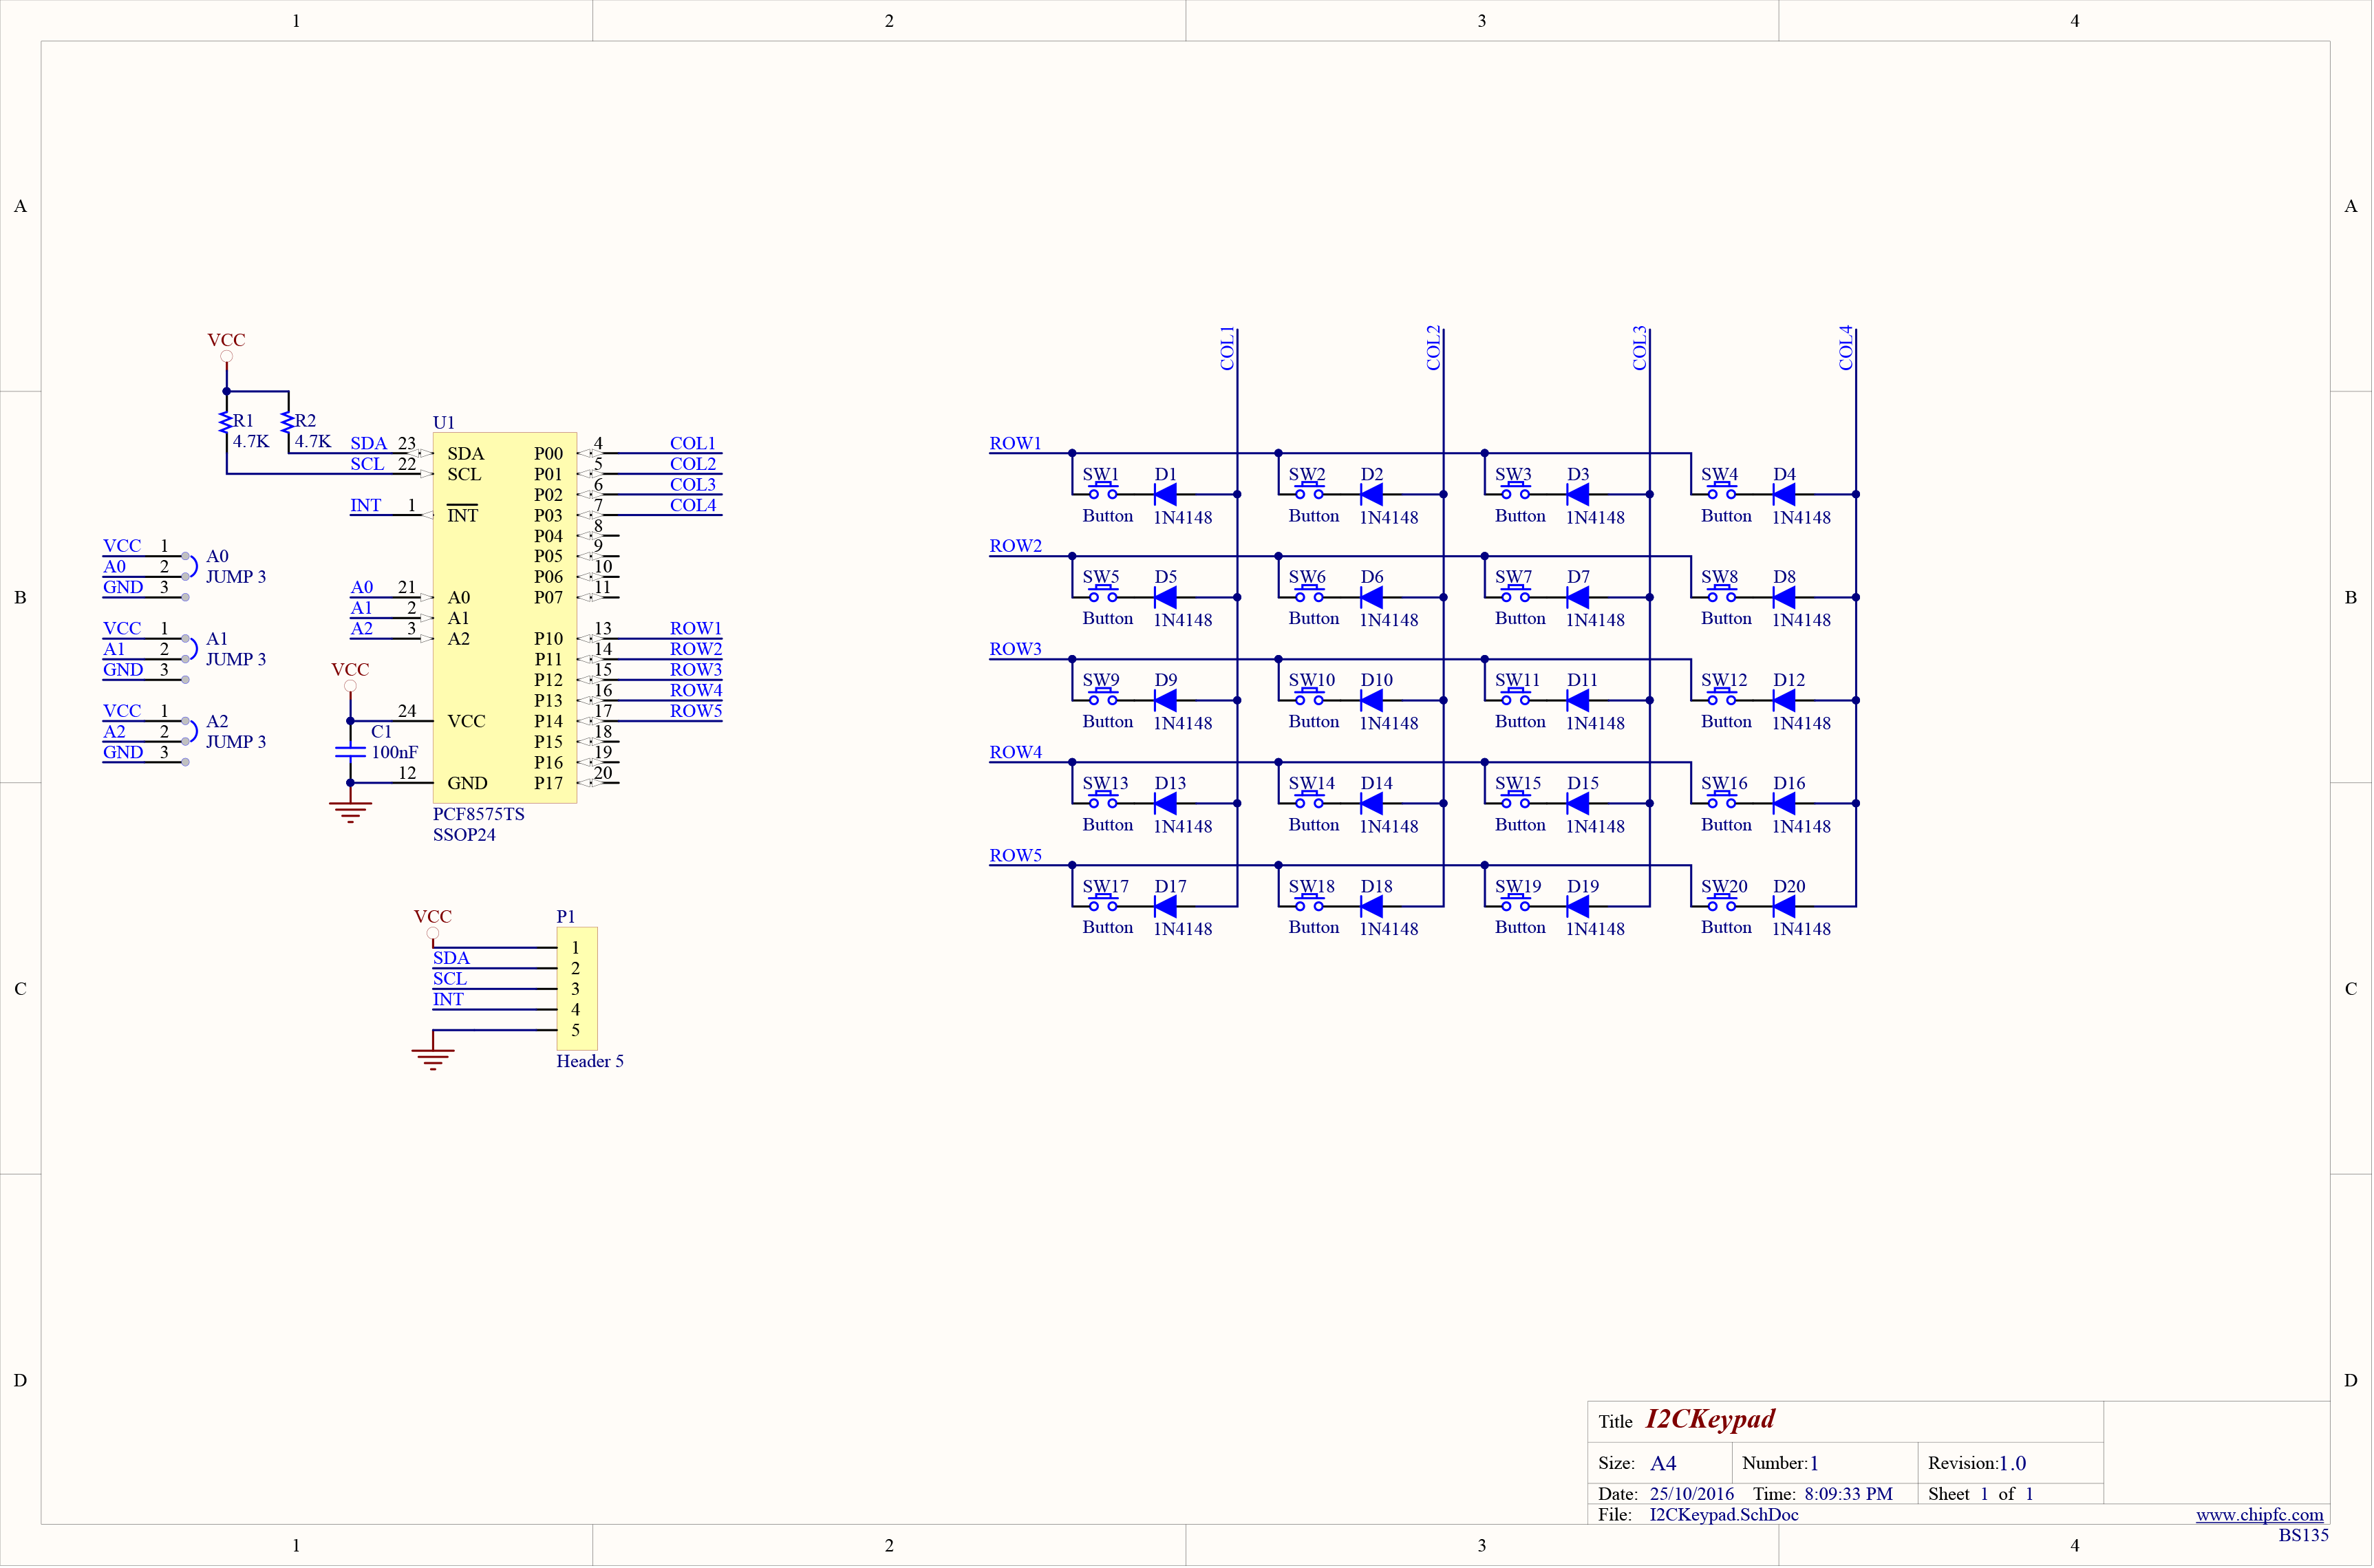 1 2 3 4
A A
B B
C C
D D
VCC
R1
4.7K
R2
4.7K
SDA 23
SCL 22
INT 1
A0 21
A1 2
A2 3
VCC
24
C1
100nF
12
U1
SDA
SCL
INT
A0
A1
A2
VCC
GND
P00 4 COL1
P01 5 COL2
P02 6 COL3
P03 7 COL4
P04 8
P05 9
P06 10
P07 11
P10 13 ROW1
P11 14 ROW2
P12 15 ROW3
P13 16 ROW4
P14 17 ROW5
P15 18
P16 19
P17 20
PCF8575TS
SSOP24
VCC 1
A0 2
GND 3
A0
JUMP 3
VCC 1
A1 2
GND 3
A1
JUMP 3
VCC 1
A2 2
GND 3
A2
JUMP 3
VCC
SDA
SCL
INT
P1
1
2
3
4
5
Header 5
COL1 COL2 COL3 COL4
ROW1
SW1 D1 SW2 D2 SW3 D3 SW4 D4
Button 1N4148 Button 1N4148 Button 1N4148 Button 1N4148
ROW2
SW5 D5 SW6 D6 SW7 D7 SW8 D8
Button 1N4148 Button 1N4148 Button 1N4148 Button 1N4148
ROW3
SW9 D9 SW10 D10 SW11 D11 SW12 D12
Button 1N4148 Button 1N4148 Button 1N4148 Button 1N4148
ROW4
SW13 D13 SW14 D14 SW15 D15 SW16 D16
Button 1N4148 Button 1N4148 Button 1N4148 Button 1N4148
ROW5
SW17 D17 SW18 D18 SW19 D19 SW20 D20
Button 1N4148 Button 1N4148 Button 1N4148 Button 1N4148
Title I2CKeypad
Size: A4 Number:1 Revision:1.0
Date: 25/10/2016 Time: 8:09:33 PM Sheet 1 of 1
File: I2CKeypad.SchDoc
www.chipfc.com
BS135
1 2 3 4